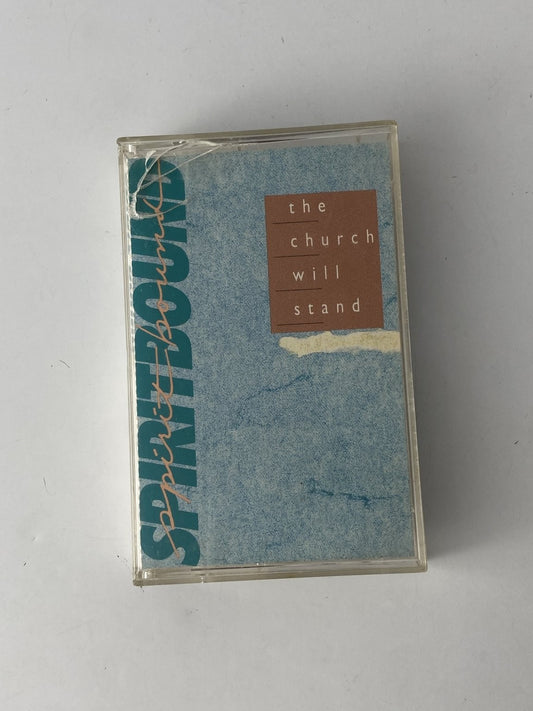 SPIRITBOUND
spirit bound
the
church
will
stand